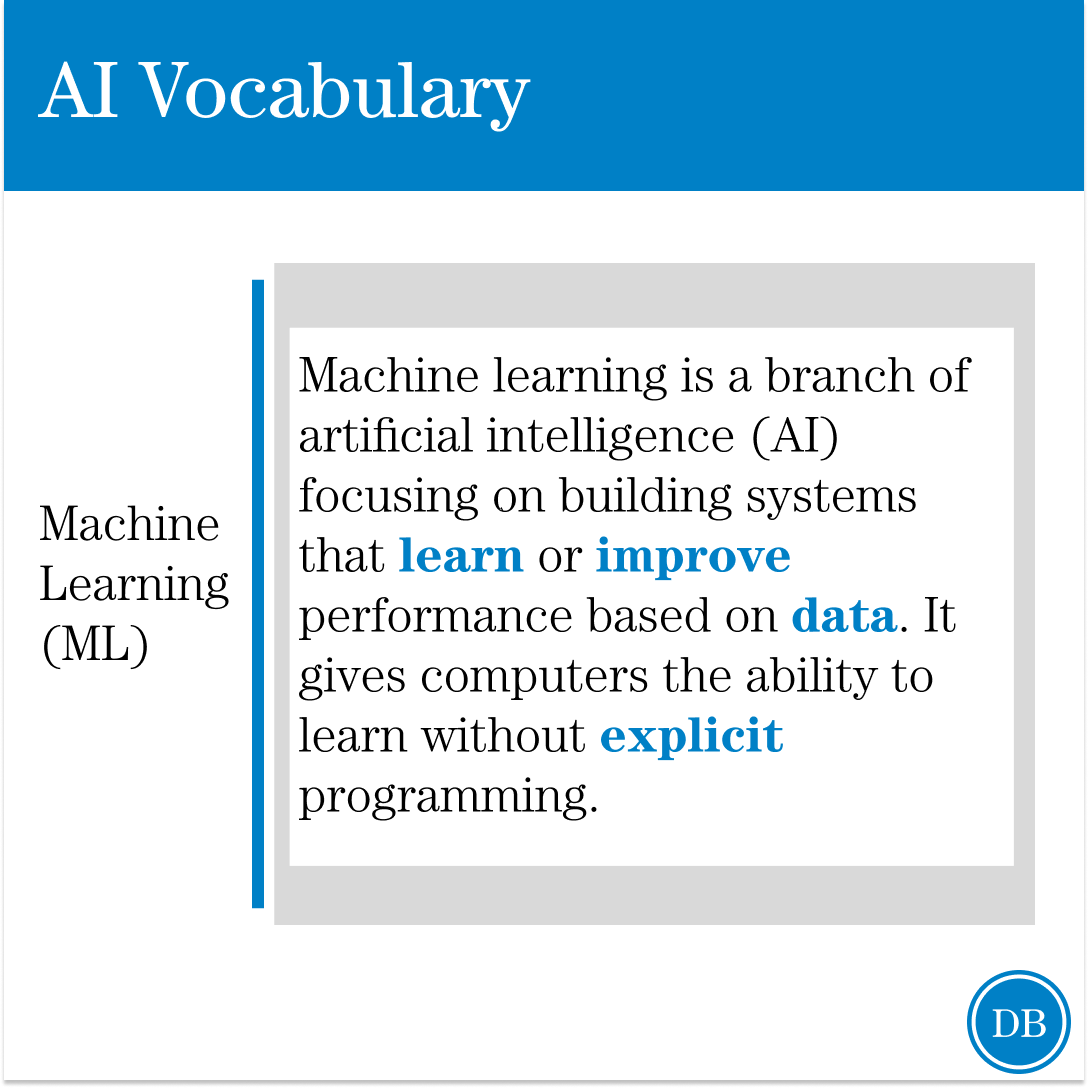 AI Vocabulary
Machine
Learning
(ML)
Machine learning is a branch of
artificial intelligence (AI)
focusing on building systems
that learn or improve
performance based on data. It
gives computers the ability to
learn without explicit
programming.
DB